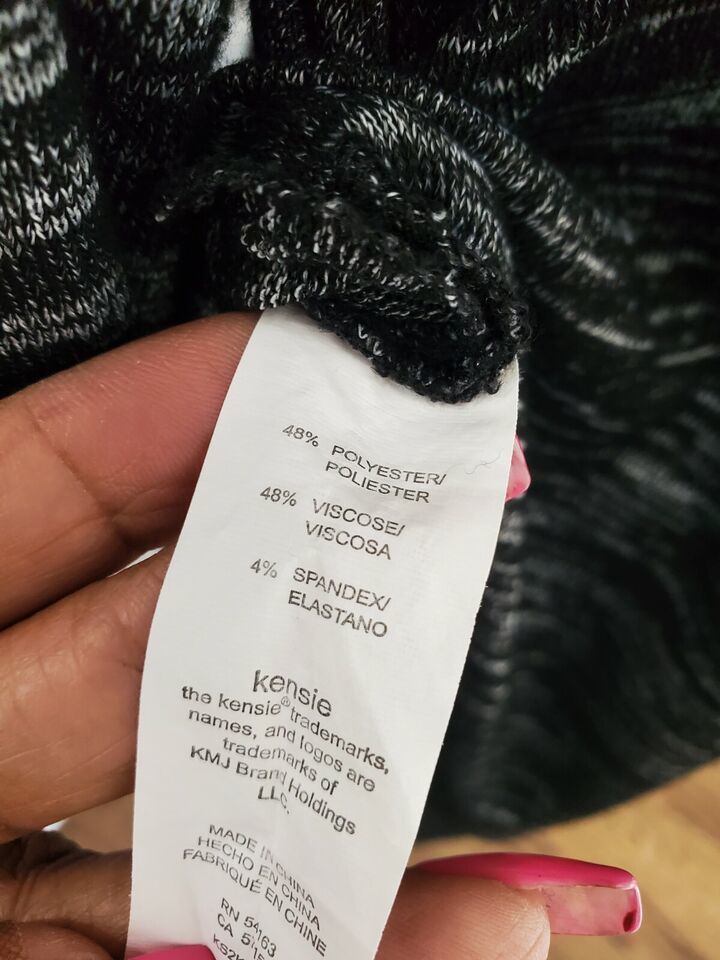 48% POLYESTER/
POLIESTER
48% VISCOSE/
VISCOSA
4% SPANDEX/
ELASTANO
kensie
the kensie® trademarks,
names, and logos are
trademarks of
KMJ Brand Holdings
LLC.
MADE IN CHINA
HECHO EN CHINA
FABRIQUÉ EN CHINE
RN 54163
CA